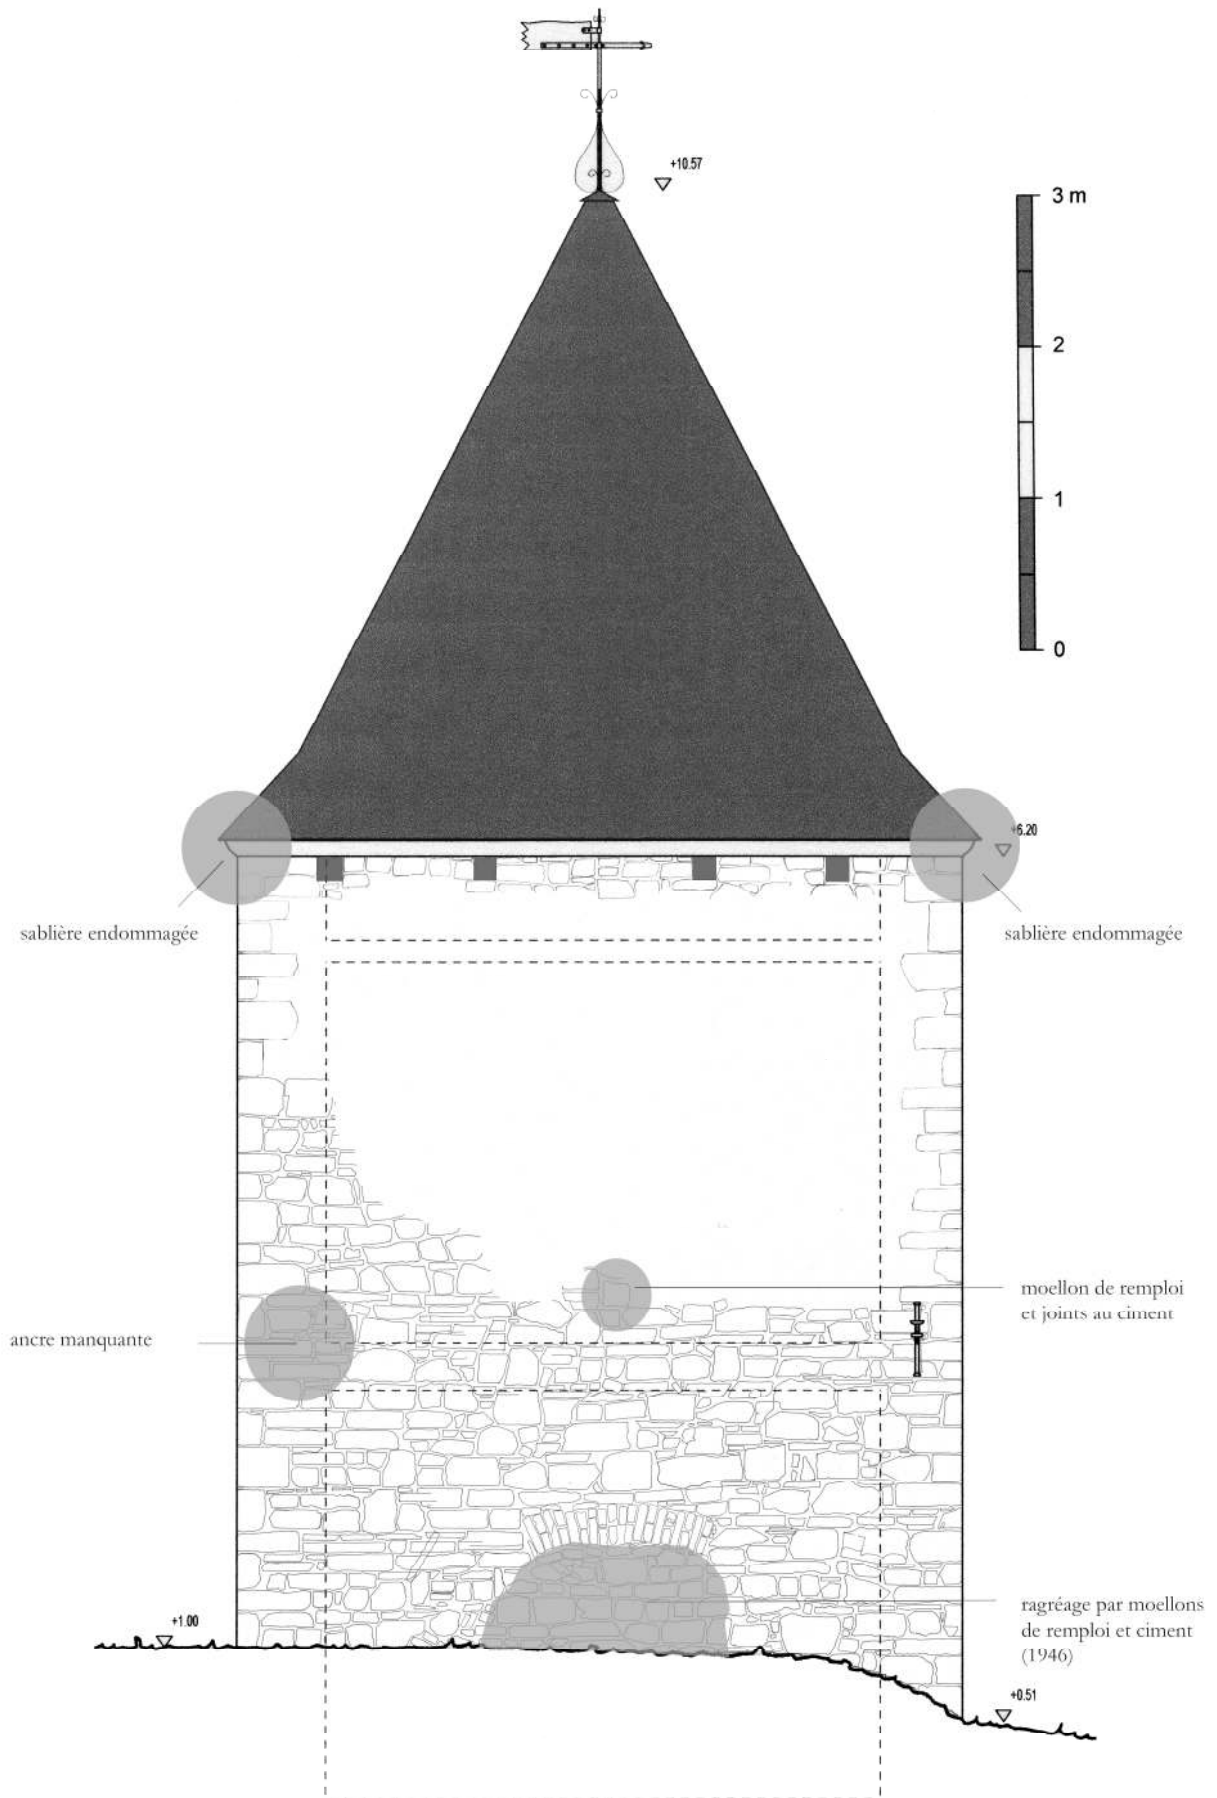 +10.57
3 m
2
1
0
+6.20
sablière endommagée
sablière endommagée
moellon de remploi
et joints au ciment
ancre manquante
ragréage par moellons
de remploi et ciment
(1946)
+1.00
+0.51